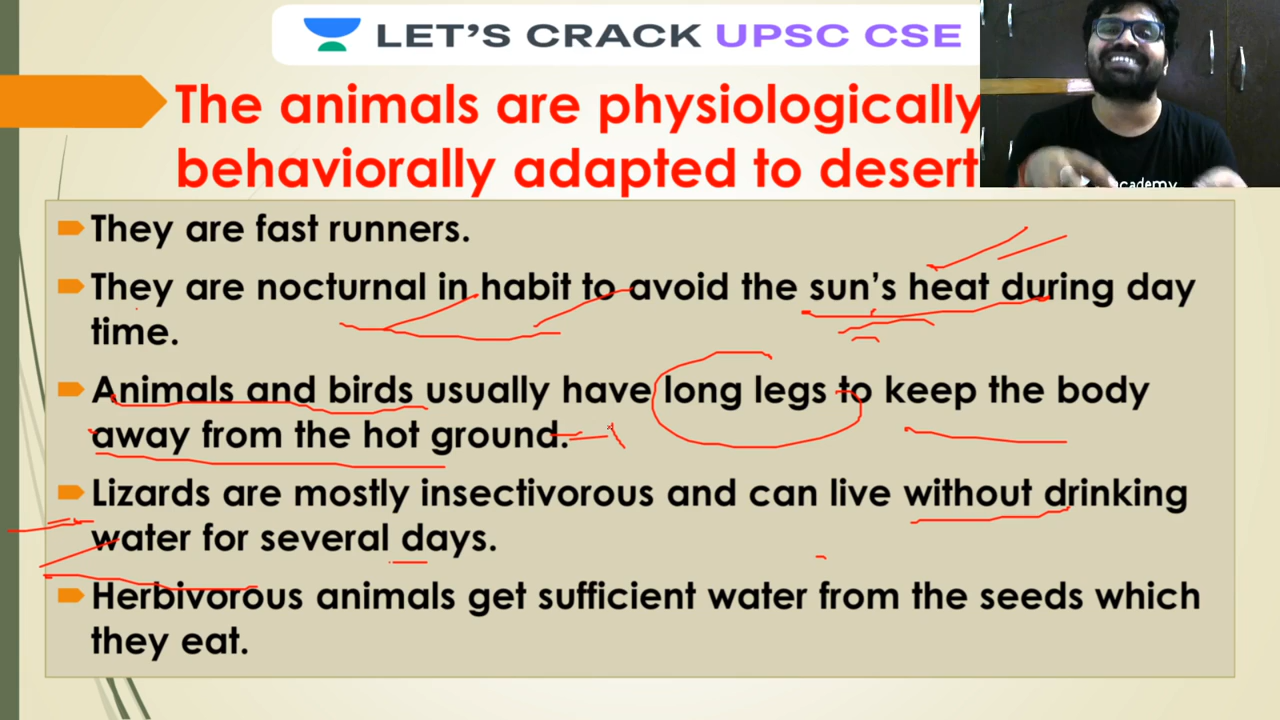 LET'S CRACK UPSC CSE
The animals are physiologically
behaviorally adapted to desert
They are fast runners.
They are nocturnal in habit to avoid the sun's heat during day
time.
Animals and birds usually have long legs to keep the body
away from the hot ground.
Lizards are mostly insectivorous and can live without drinking
water for several days.
Herbivorous animals get sufficient water from the seeds which
they eat.